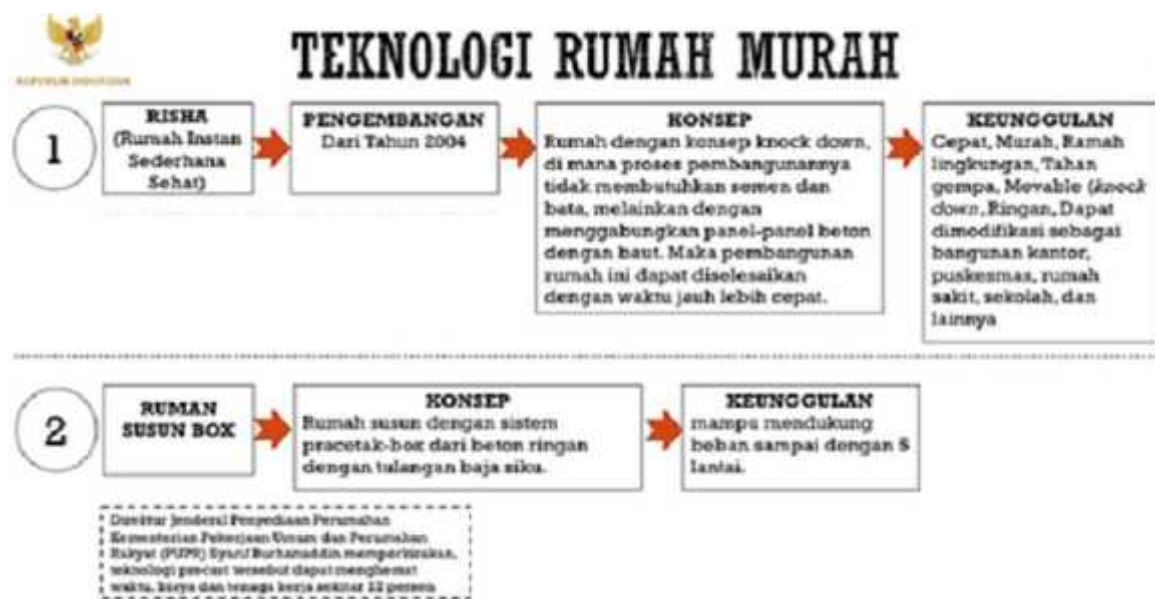 REPUBLIK INDONESIA
TEKNOLOGI RUMAH MURAH
1
RISHA
(Rumah Instan
Sederhana
Sehat)
PENGEMBANGAN
Dari Tahun 2004
KONSEP
Rumah dengan konsep knock down,
di mana proses pembangunannya
tidak membutuhkan semen dan
bata, melainkan dengan
menggabungkan panel-panel beton
dengan baut. Maka pembangunan
rumah ini dapat diselesaikan
dengan waktu jauh lebih cepat.
KEUNGGULAN
Cepat, Murah, Ramah
lingkungan, Tahan
gempa, Movable (knock
down, Ringan, Dapat
dimodifikasi sebagai
bangunan kantor,
puskesmas, rumah
sakit, sekolah, dan
lainnya
2
RUMAN
SUSUN BOX
KONSEP
Rumah susun dengan sistem
pracetak-box dari beton ringan
dengan tulangan baja siku.
KEUNGGULAN
mampu mendukung
beban sampai dengan
lantai.
Direktur Jenderal Penyediaan Perumahan
Kementerian Pekerjaan Umum dan Perumahan
Rakyat (PUPR) Syarif Burhanuddin memperkirakan,
teknologi precast tersebut dapat menghemat
waktu, biaya dan tenaga kerja sekitar 12 persen